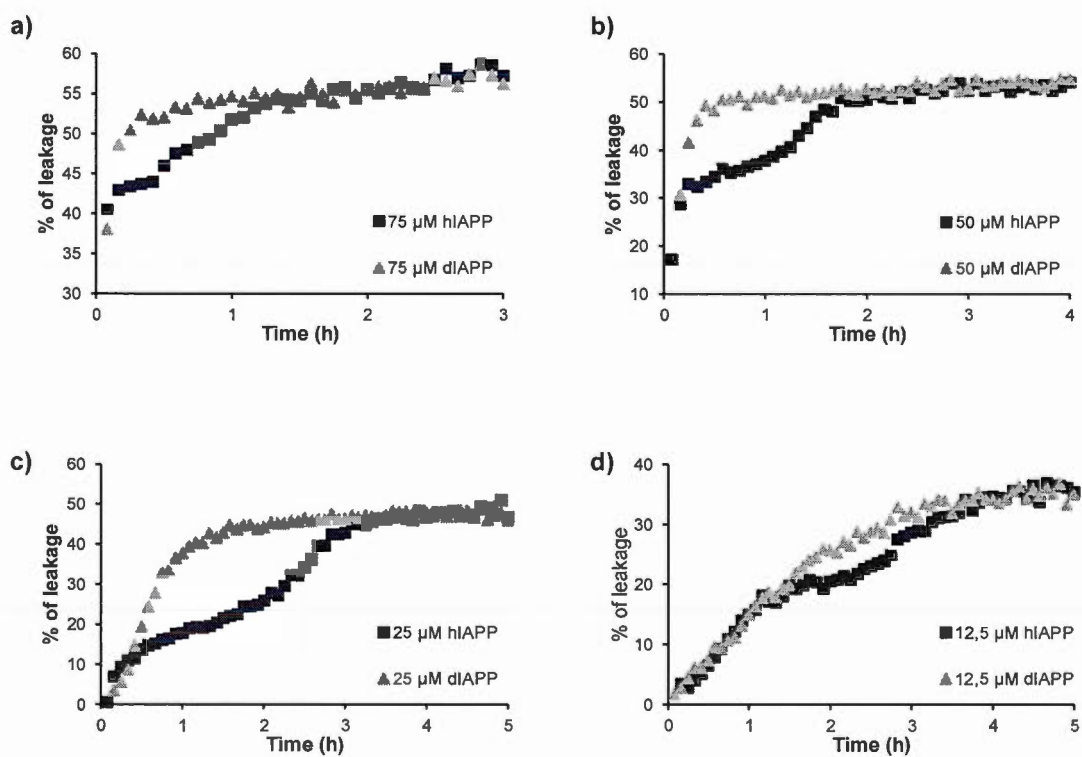 a)
60
55
50
45
40
35
30
% of leakage
75 µM hIAPP
75 µM dIAPP
0 1 2 3
Time (h)
b)
60
50
40
30
20
10
% of leakage
50 µM hIAPP
50 µM dIAPP
0 1 2 3 4
Time (h)
c)
60
50
40
30
20
10
0
% of leakage
25 µM hIAPP
25 µM dIAPP
0 1 2 3 4 5
Time (h)
d)
40
30
20
10
0
% of leakage
12,5 µM hIAPP
12,5 µM dIAPP
0 1 2 3 4 5
Time (h)